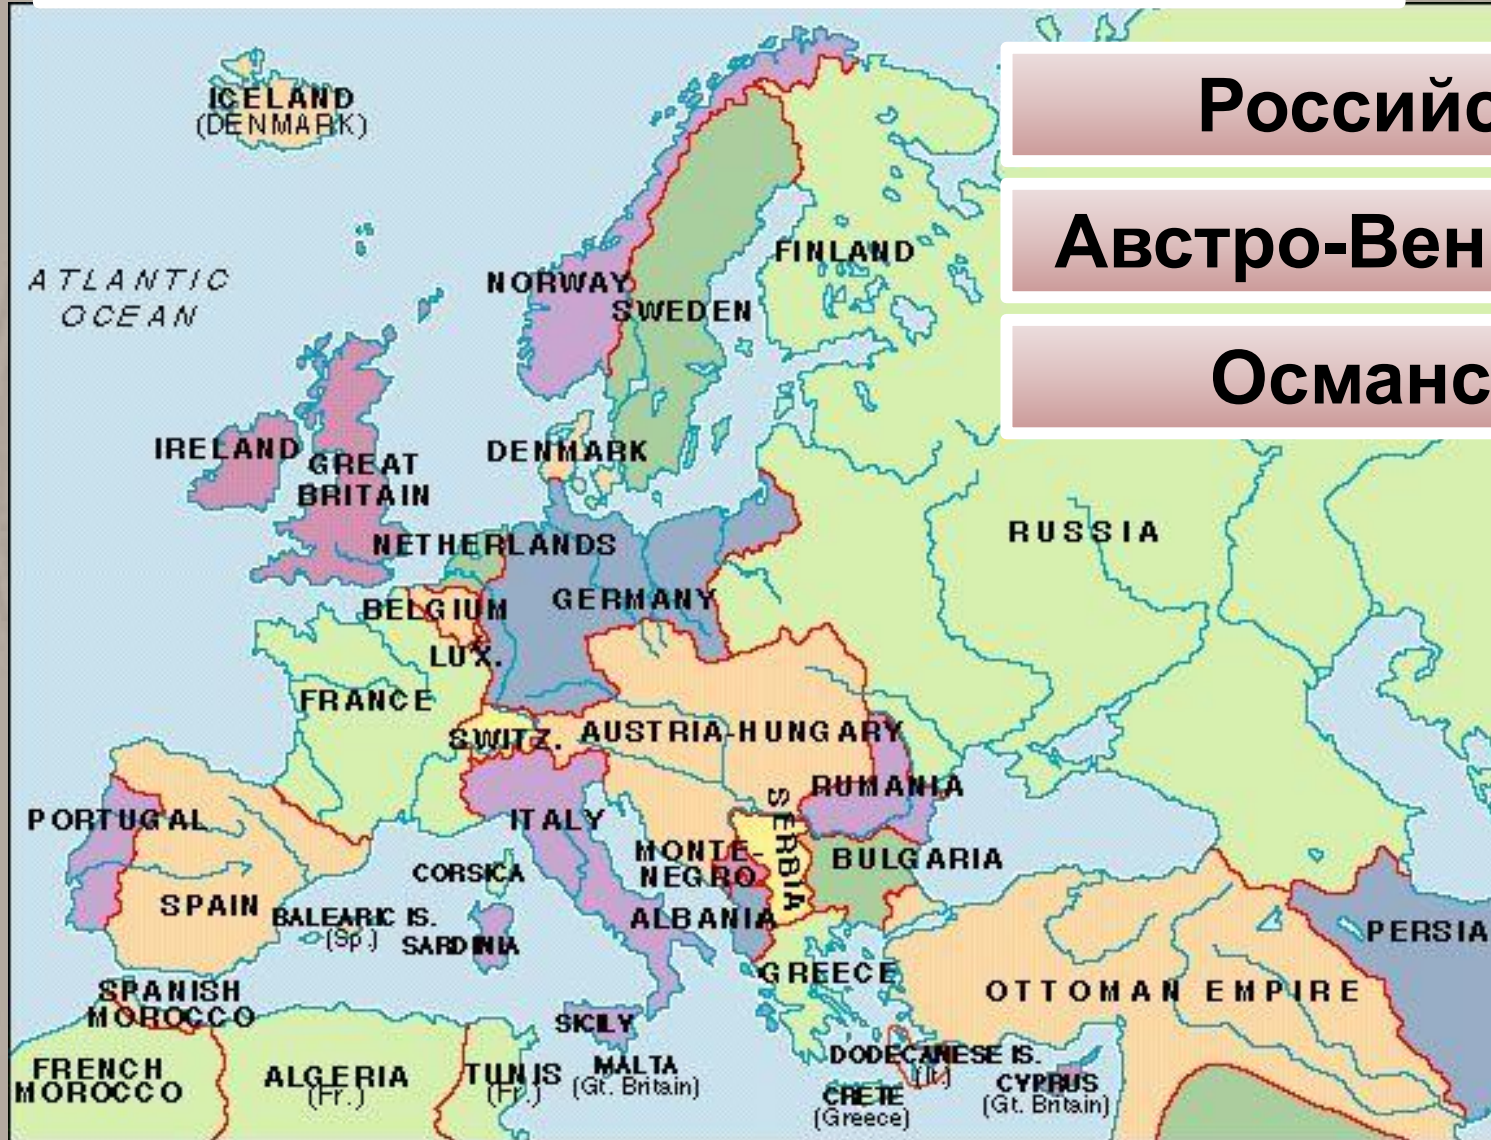 ICELAND
(DENMARK)
Российс
Австро-Вен
Османс
ATLANTIC
OCEAN
NORWAY
SWEDEN
FINLAND
IRELAND
GREAT
BRITAIN
DENMARK
NETHERLANDS
RUSSIA
BELGIUM
GERMANY
LUX.
FRANCE
SWITZ.
AUSTRIA-HUNGARY
RUMANIA
PORTUGAL
ITALY
SERBIA
MONTE-
NEGRO
BULGARIA
CORSICA
SPAIN
BALEARIC IS.
(Sp.)
SARDINIA
ALBANIA
PERSIA
GREECE
OTTOMAN EMPIRE
SPANISH
MOROCCO
SICILY
FRENCH
MOROCCO
ALGERIA
(Fr.)
TUNIS
(Fr.)
MALTA
(Gt. Britain)
DODECANESE IS.
(It.)
CRETE
(Greece)
CYPRUS
(Gt. Britain)